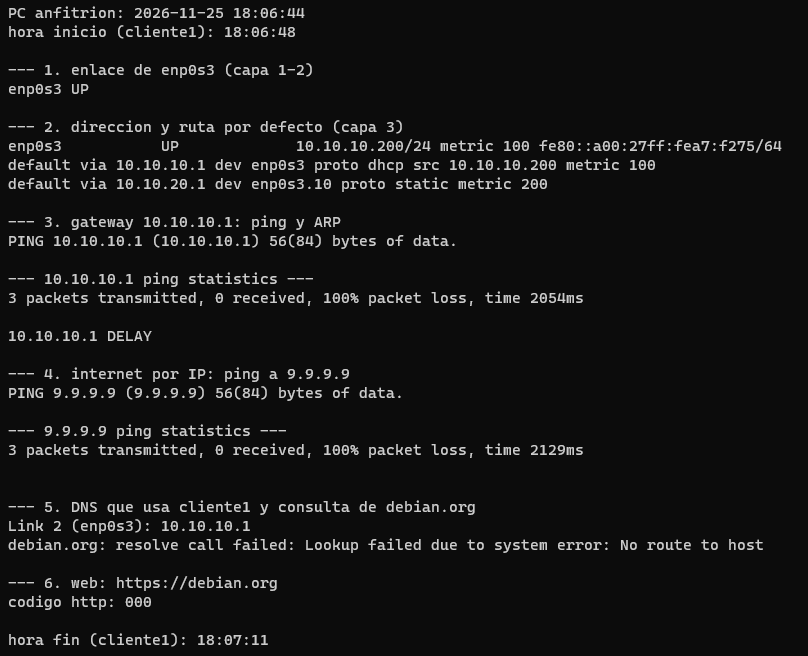 PC anfitrion: 2026-11-25 18:06:44
hora inicio (cliente1): 18:06:48
--- 1. enlace de enp0s3 (capa 1-2)
enp0s3 UP
--- 2. direccion y ruta por defecto (capa 3)
enp0s3           UP             10.10.10.200/24 metric 100 fe80::a00:27ff:fea7:f275/64
default via 10.10.10.1 dev enp0s3 proto dhcp src 10.10.10.200 metric 100
default via 10.10.20.1 dev enp0s3.10 proto static metric 200
--- 3. gateway 10.10.10.1: ping y ARP
PING 10.10.10.1 (10.10.10.1) 56(84) bytes of data.
--- 10.10.10.1 ping statistics ---
3 packets transmitted, 0 received, 100% packet loss, time 2054ms
10.10.10.1 DELAY
--- 4. internet por IP: ping a 9.9.9.9
PING 9.9.9.9 (9.9.9.9) 56(84) bytes of data.
--- 9.9.9.9 ping statistics ---
3 packets transmitted, 0 received, 100% packet loss, time 2129ms
--- 5. DNS que usa cliente1 y consulta de debian.org
Link 2 (enp0s3): 10.10.10.1
debian.org: resolve call failed: Lookup failed due to system error: No route to host
--- 6. web: https://debian.org
codigo http: 000
hora fin (cliente1): 18:07:11